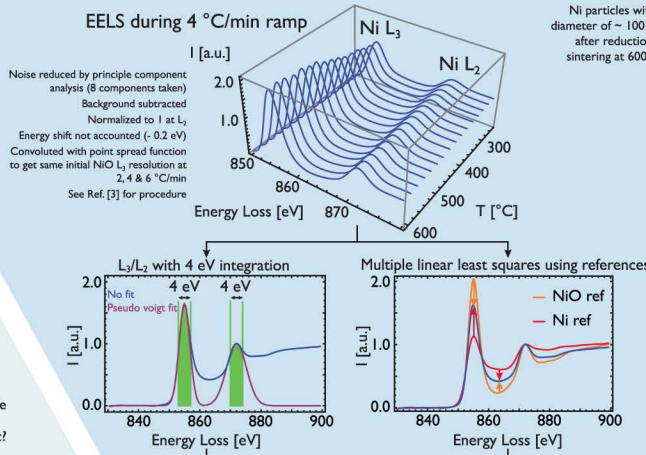 EELS during 4 °C/min ramp
Noise reduced by principle component
analysis (8 components taken)
Background subtracted
Normalized to 1 at L2
Energy shift not accounted (- 0.2 eV)
Convoluted with point spread function
to get same initial NiO L3 resolution at
2, 4 & 6 °C/min
See Ref. [3] for procedure
I [a.u.]
2.0
1.0
Ni L3
Ni L2
850
860
870
Energy Loss [eV]
300
400
500
600
T [°C]
Ni particles wi
diameter of ~ 100
after reduction
sintering at 600
L3/L2 with 4 eV integration
4 eV 4 eV
No fit
Pseudo voigt fit
I [a.u.]
2.0
1.0
0.0
840 860 880 900
Energy Loss [eV]
Multiple linear least squares using references
NiO ref
Ni ref
I [a.u.]
2.0
1.0
0.0
840 860 880 900
Energy Loss [eV]
e
?